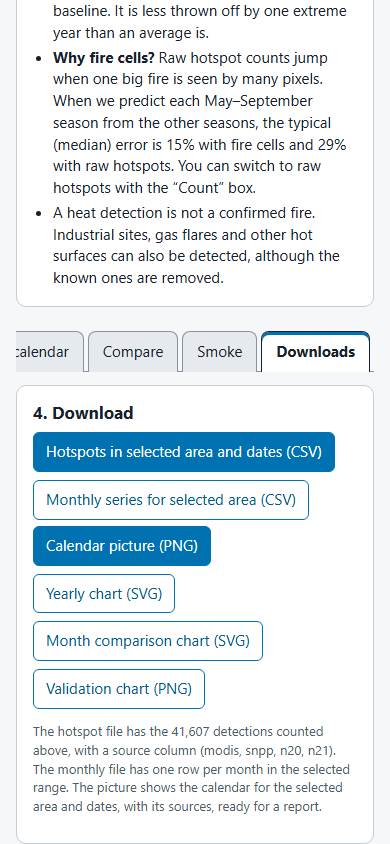 baseline. It is less thrown off by one extreme
year than an average is.
Why fire cells? Raw hotspot counts jump
when one big fire is seen by many pixels.
When we predict each May–September
season from the other seasons, the typical
(median) error is 15% with fire cells and 29%
with raw hotspots. You can switch to raw
hotspots with the “Count” box.
A heat detection is not a confirmed fire.
Industrial sites, gas flares and other hot
surfaces can also be detected, although the
known ones are removed.
calendar Compare Smoke Downloads
4. Download
Hotspots in selected area and dates (CSV)
Monthly series for selected area (CSV)
Calendar picture (PNG)
Yearly chart (SVG)
Month comparison chart (SVG)
Validation chart (PNG)
The hotspot file has the 41,607 detections counted
above, with a source column (modis, snpp, n20, n21).
The monthly file has one row per month in the selected
range. The picture shows the calendar for the selected
area and dates, with its sources, ready for a report.